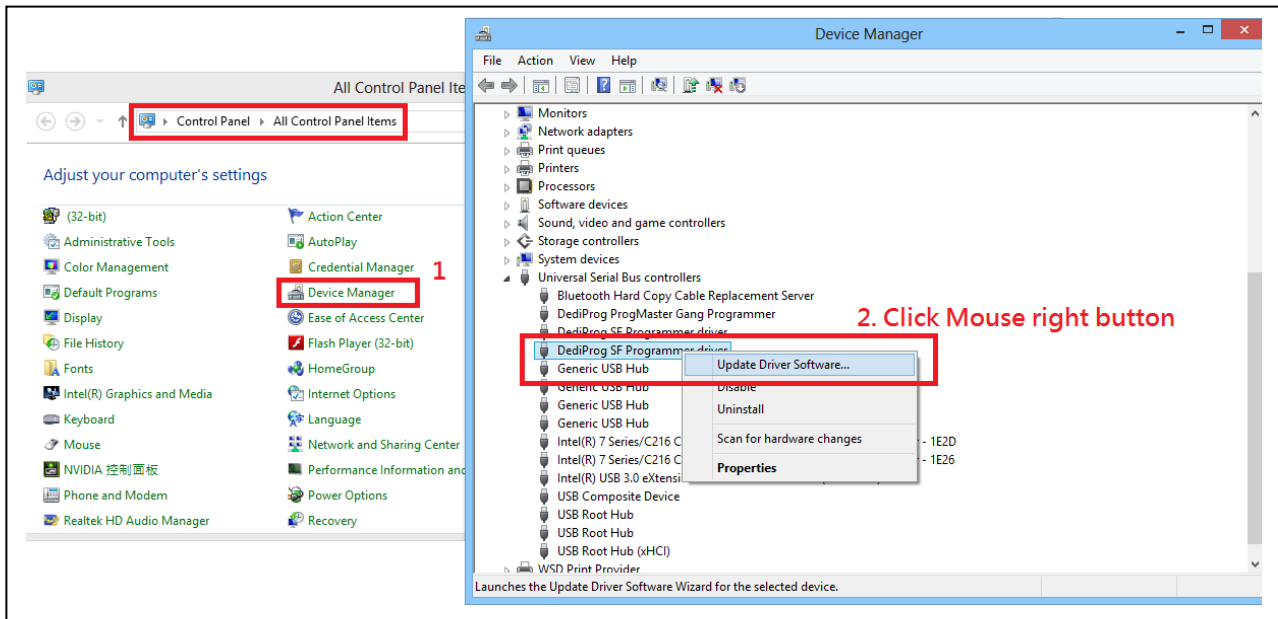 All Control Panel Ite
Control Panel All Control Panel Items
Adjust your computer's settings
(32-bit)
Action Center
Administrative Tools
AutoPlay
Color Management
Credential Manager
1
Default Programs
Device Manager
Display
Ease of Access Center
File History
Flash Player (32-bit)
Fonts
HomeGroup
Intel(R) Graphics and Media
Internet Options
Keyboard
Language
Mouse
Network and Sharing Center
NVIDIA 控制面板
Performance Information and
Phone and Modem
Power Options
Realtek HD Audio Manager
Recovery
Device Manager
File Action View Help
Monitors
Network adapters
Print queues
Printers
Processors
Software devices
Sound, video and game controllers
Storage controllers
System devices
Universal Serial Bus controllers
Bluetooth Hard Copy Cable Replacement Server
DediProg ProgMaster Gang Programmer
2. Click Mouse right button
DediProg SF Programmer driver
DediProg SF Programmer driver
Update Driver Software...
Generic USB Hub
Generic USB Hub
Disable
Generic USB Hub
Uninstall
Generic USB Hub
Intel(R) 7 Series/C216 C
Scan for hardware changes
- 1E2D
Intel(R) 7 Series/C216 C
- 1E26
Intel(R) USB 3.0 eXtensi
Properties
USB Composite Device
USB Root Hub
USB Root Hub
USB Root Hub (xHCI)
WSD Print Provider
Launches the Update Driver Software Wizard for the selected device.